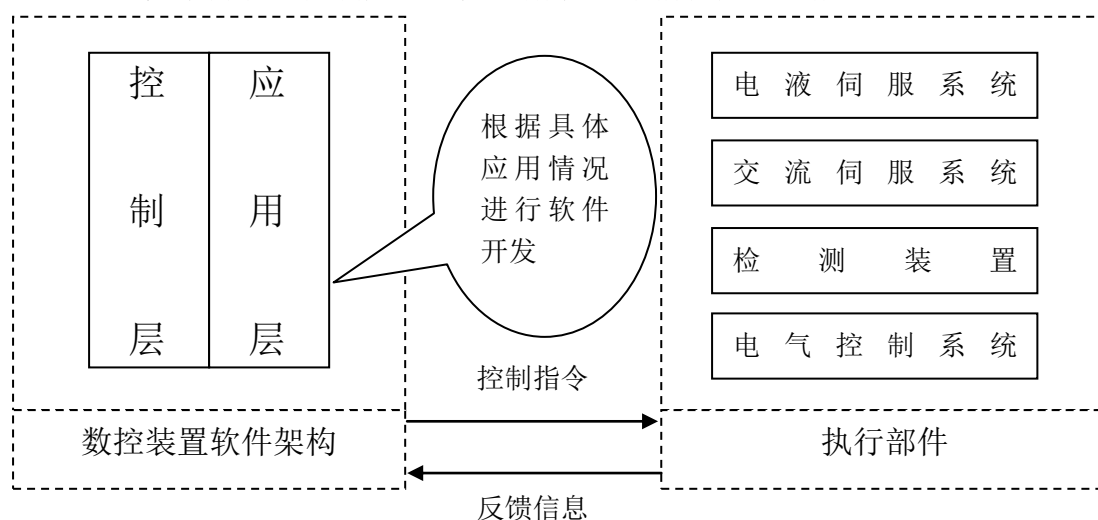 控制层
应用层
根据具体
应用情况
进行软件
开发
电液伺服系统
交流伺服系统
检测装置
电气控制系统
控制指令
数控装置软件架构
执行部件
反馈信息